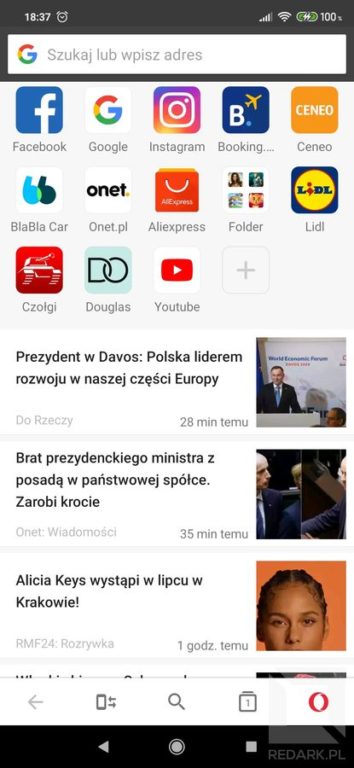 18:37
100%
Szukaj lub wpisz adres
Facebook
Google
Instagram
B.
Booking....
CENEO
Ceneo
BlaBla Car
onet.
Onet.pl
AliExpress
Aliexpress
Folder
LIDL
Lidl
Czołgi
DO
Douglas
Youtube
Prezydent w Davos: Polska liderem
rozwoju w naszej części Europy
World Economic Forum
Do Rzeczy
28 min temu
Brat prezydenckiego ministra z
posadą w państwowej spółce.
Zarobi krocie
Onet: Wiadomości
35 min temu
Alicia Keys wystąpi w lipcu w
Krakowie!
RMF24: Rozrywka
1 godz. temu
1
REDARK.PL